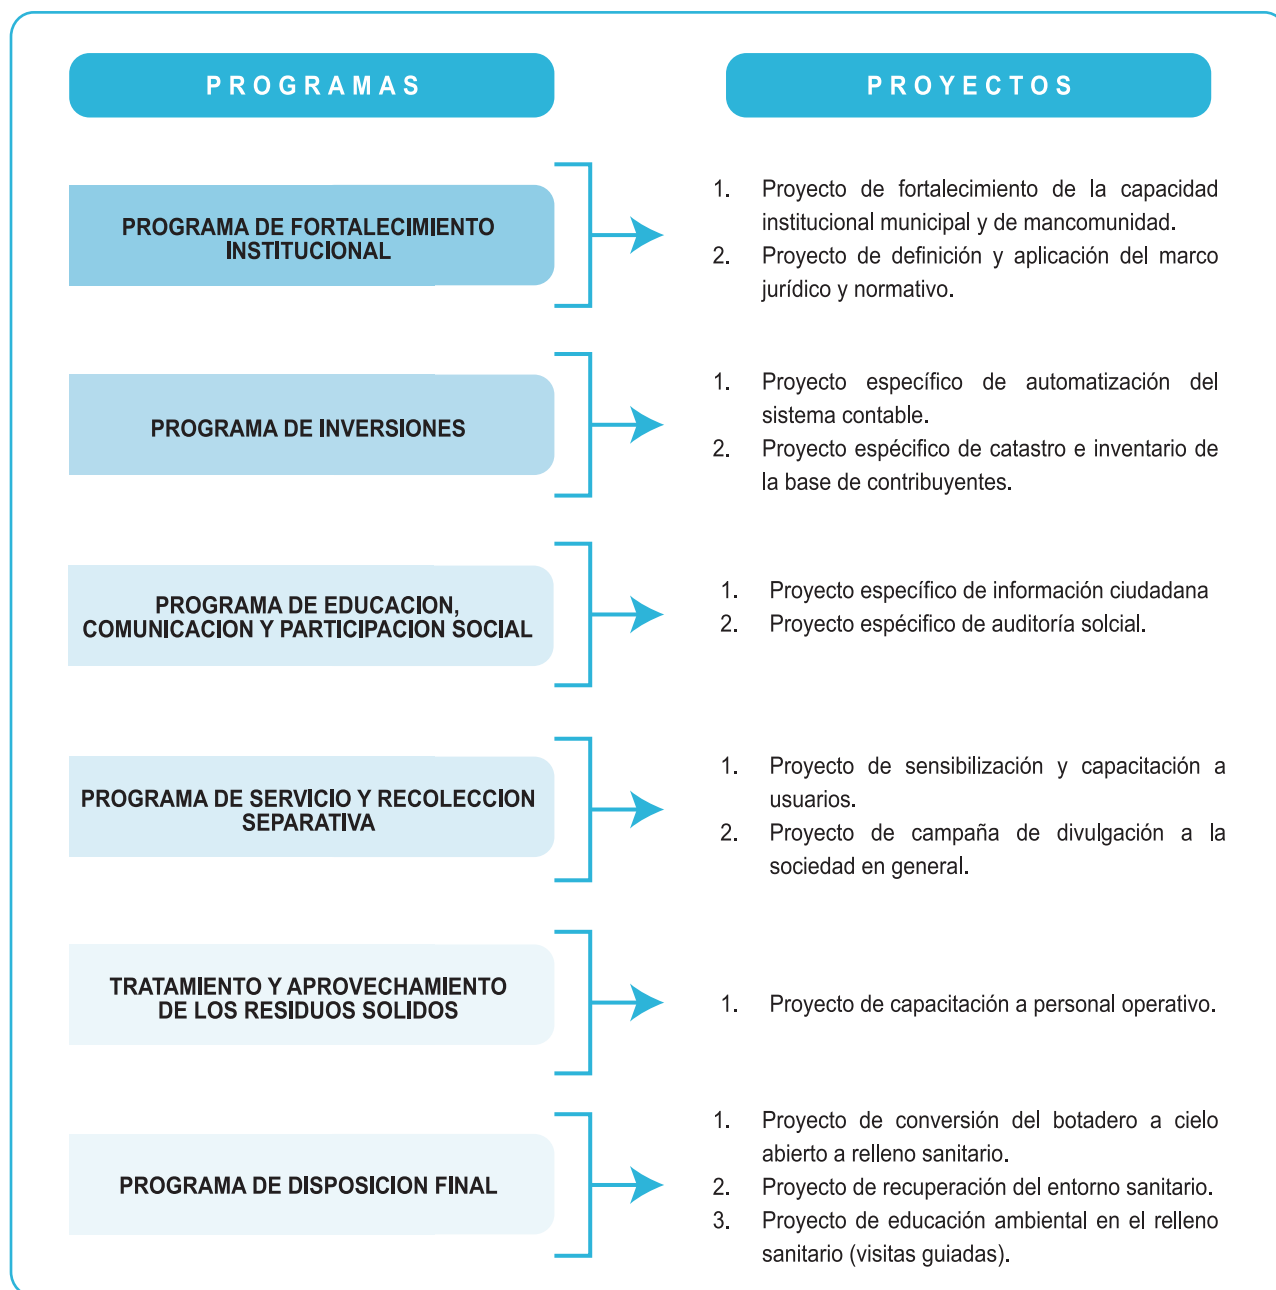 PROGRAMAS
PROYECTOS
PROGRAMA DE FORTALECIMIENTO
INSTITUCIONAL
1. Proyecto de fortalecimiento de la capacidad
institucional municipal y de mancomunidad.
2. Proyecto de definición y aplicación del marco
jurídico y normativo.
PROGRAMA DE INVERSIONES
1. Proyecto específico de automatización del
sistema contable.
2. Proyecto espécifico de catastro e inventario de
la base de contribuyentes.
PROGRAMA DE EDUCACION,
COMUNICACION Y PARTICIPACION SOCIAL
1. Proyecto específico de información ciudadana
2. Proyecto espécifico de auditoría solcial.
PROGRAMA DE SERVICIO Y RECOLECCION
SEPARATIVA
1. Proyecto de sensibilización y capacitación a
usuarios.
2. Proyecto de campaña de divulgación a la
sociedad en general.
TRATAMIENTO Y APROVECHAMIENTO
DE LOS RESIDUOS SOLIDOS
1. Proyecto de capacitación a personal operativo.
PROGRAMA DE DISPOSICION FINAL
1. Proyecto de conversión del botadero a cielo
abierto a relleno sanitario.
2. Proyecto de recuperación del entorno sanitario.
3. Proyecto de educación ambiental en el relleno
sanitario (visitas guiadas).